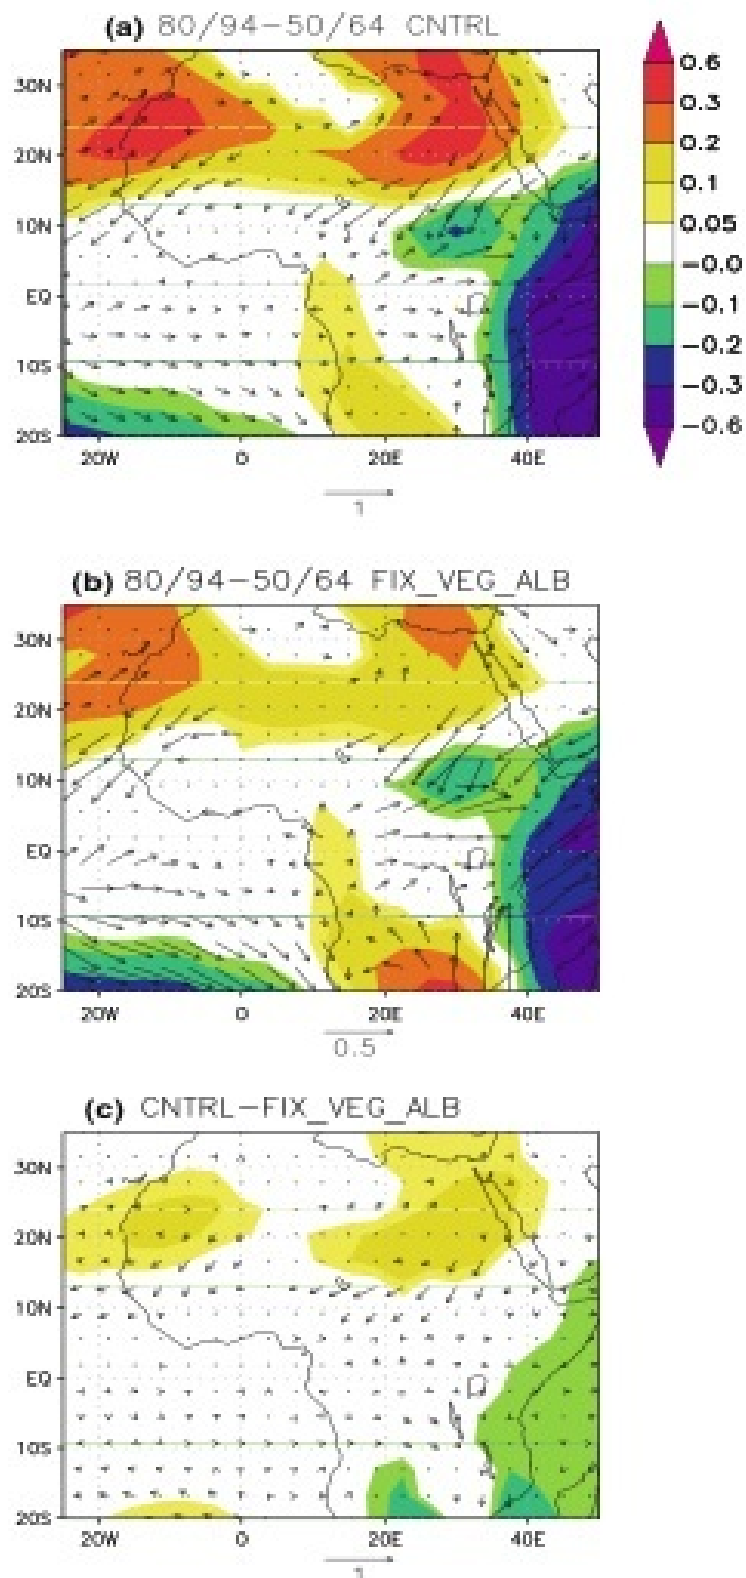 (a) 80/94-50/64 CNTRL
30N
20N
10N
EQ
10S
20S
20W 0 20E 40E
1
0.6
0.3
0.2
0.1
0.05
-0.0
-0.1
-0.2
-0.3
-0.6
(b) 80/94-50/64 FIX_VEG_ALB
30N
20N
10N
EQ
10S
20S
20W 0 20E 40E
0.5
(c) CNTRL-FIX_VEG_ALB
30N
20N
10N
EQ
10S
20S
20W 0 20E 40E
1